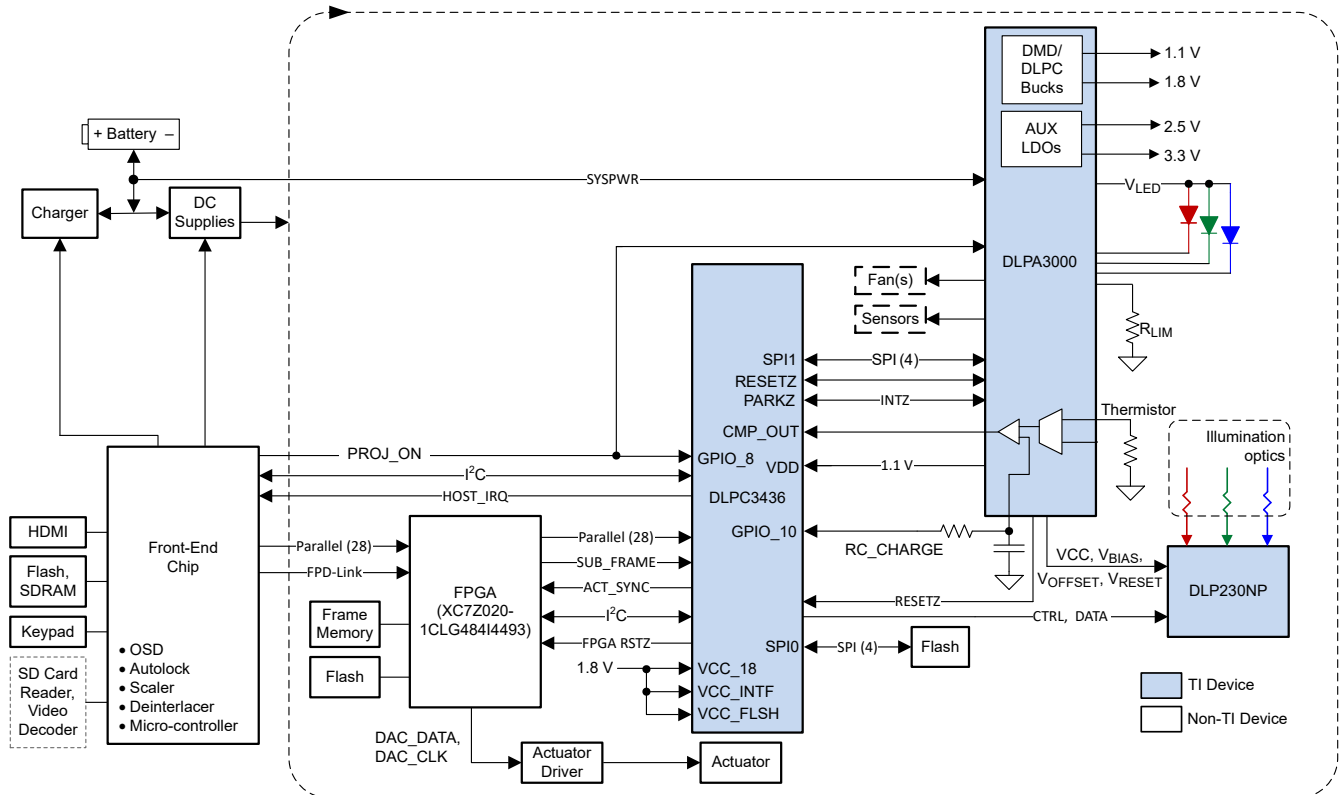 DMD/
DLPC
Bucks
1.1 V
1.8 V
AUX
LDOs
2.5 V
3.3 V
+ Battery –
SYSPWR
Charger
DC
Supplies
VLED
DLPA3000
Fan(s)
Sensors
RLIM
SPI1
SPI (4)
RESETZ
PARKZ
INTZ
CMP_OUT
Thermistor
Illumination
optics
PROJ_ON
GPIO_8
VDD
1.1 V
I²C
HOST_IRQ
DLPC3436
HDMI
Flash,
SDRAM
Keypad
SD Card
Reader,
Video
Decoder
Front-End
Chip
• OSD
• Autolock
• Scaler
• Deinterlacer
• Micro-controller
Parallel (28)
FPD-Link
Frame
Memory
Flash
FPGA
(XC7Z020-
1CLG484I4493)
Parallel (28)
SUB_FRAME
ACT_SYNC
I²C
FPGA RSTZ
GPIO_10
RC_CHARGE
VCC, VBIAS,
VOFFSET, VRESET
DLP230NP
RESETZ
CTRL, DATA
SPI0
SPI (4)
Flash
1.8 V
VCC_18
VCC_INTF
VCC_FLSH
DAC_DATA,
DAC_CLK
Actuator
Driver
Actuator
TI Device
Non-TI Device